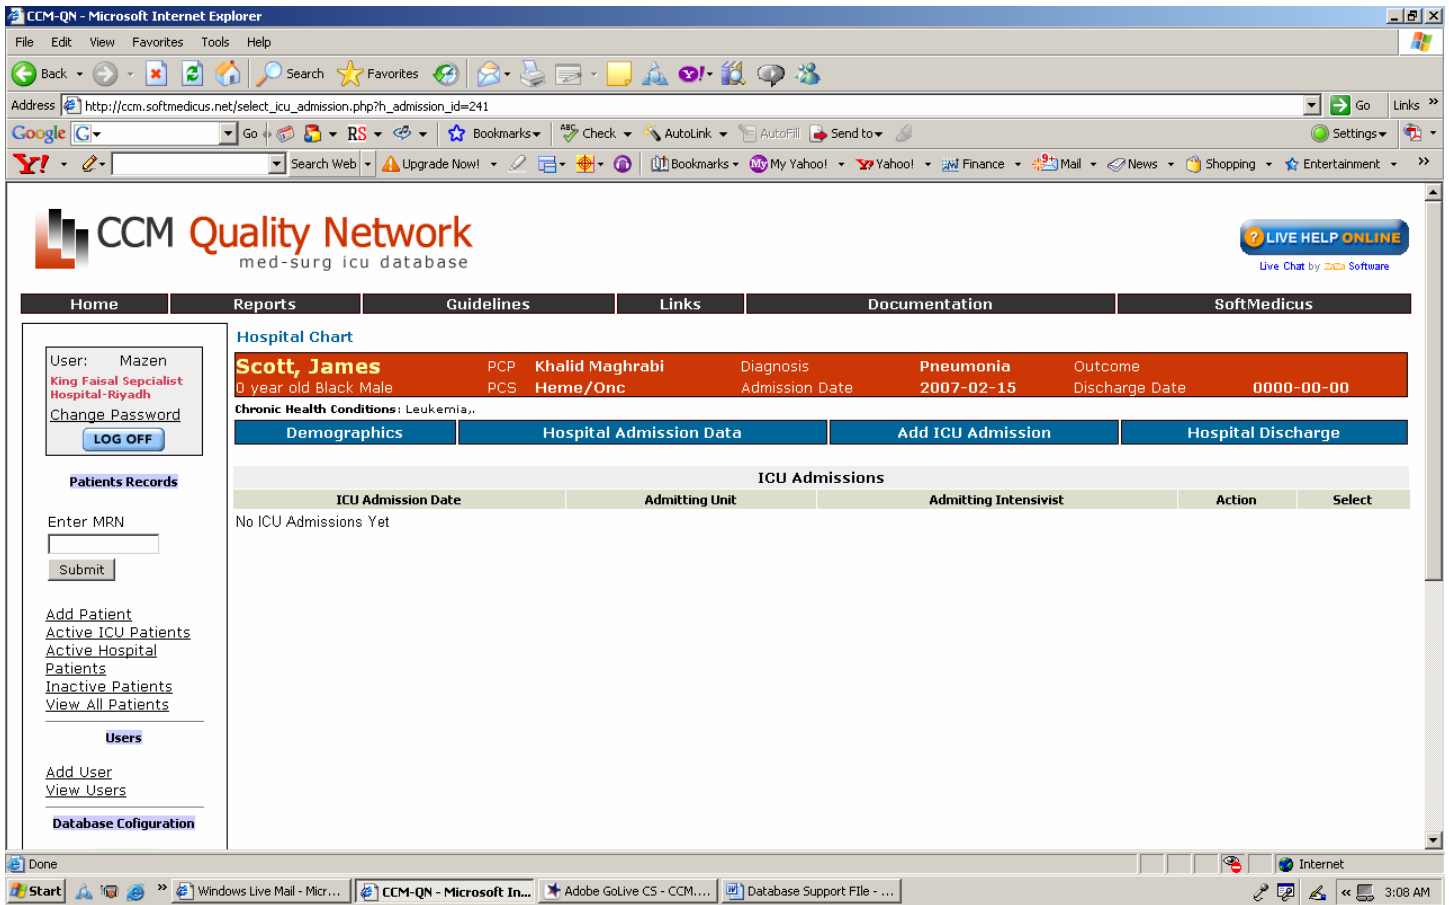 CCM-QN - Microsoft Internet Explorer
File Edit View Favorites Tools Help
Back Search Favorites
Address http://ccm.softmedicus.net/select_icu_admission.php?h_admission_id=241 Go Links »
Google G Go RS Bookmarks ABC Check AutoLink AutoFill Send to Settings
Y! Search Web Upgrade Now! Bookmarks My My Yahoo! Y? Yahoo! Finance 9+ Mail News Shopping Entertainment »
CCM Quality Network
med-surg icu database
? LIVE HELP ONLINE
Live Chat by ZaZa Software
Home Reports Guidelines Links Documentation SoftMedicus
User: Mazen
King Faisal Sepcialist
Hospital-Riyadh
Change Password
LOG OFF
Patients Records
Enter MRN
Submit
Add Patient
Active ICU Patients
Active Hospital
Patients
Inactive Patients
View All Patients
Users
Add User
View Users
Database Cofiguration
Hospital Chart
Scott, James PCP Khalid Maghrabi Diagnosis Pneumonia Outcome
0 year old Black Male PCS Heme/Onc Admission Date 2007-02-15 Discharge Date 0000-00-00
Chronic Health Conditions: Leukemia,.
Demographics Hospital Admission Data Add ICU Admission Hospital Discharge
ICU Admissions
ICU Admission Date Admitting Unit Admitting Intensivist Action Select
No ICU Admissions Yet
Done Internet
Start » Windows Live Mail - Micr... CCM-QN - Microsoft In... Adobe GoLive CS - CCM.... Database Support FIle - ... « 3:08 AM